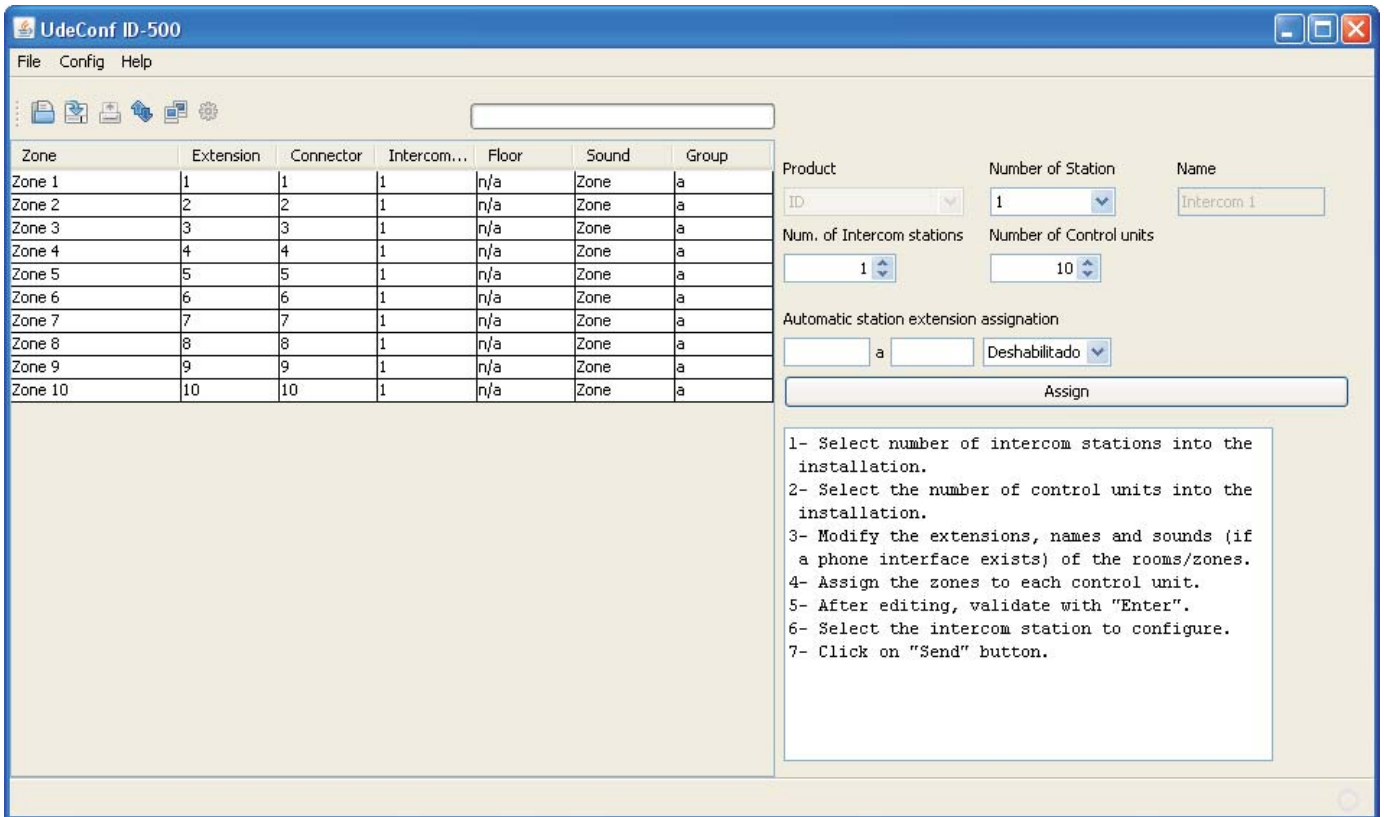 UdeConf ID-500
File Config Help
Zone Extension Connector Intercom... Floor Sound Group
Zone 1 1 1 1 n/a Zone a
Zone 2 2 2 1 n/a Zone a
Zone 3 3 3 1 n/a Zone a
Zone 4 4 4 1 n/a Zone a
Zone 5 5 5 1 n/a Zone a
Zone 6 6 6 1 n/a Zone a
Zone 7 7 7 1 n/a Zone a
Zone 8 8 8 1 n/a Zone a
Zone 9 9 9 1 n/a Zone a
Zone 10 10 10 1 n/a Zone a
Product Number of Station Name
ID 1 Intercom 1
Num. of Intercom stations Number of Control units
1 10
Automatic station extension assignation
a Deshabilitado
Assign
1- Select number of intercom stations into the
installation.
2- Select the number of control units into the
installation.
3- Modify the extensions, names and sounds (if
a phone interface exists) of the rooms/zones.
4- Assign the zones to each control unit.
5- After editing, validate with "Enter".
6- Select the intercom station to configure.
7- Click on "Send" button.